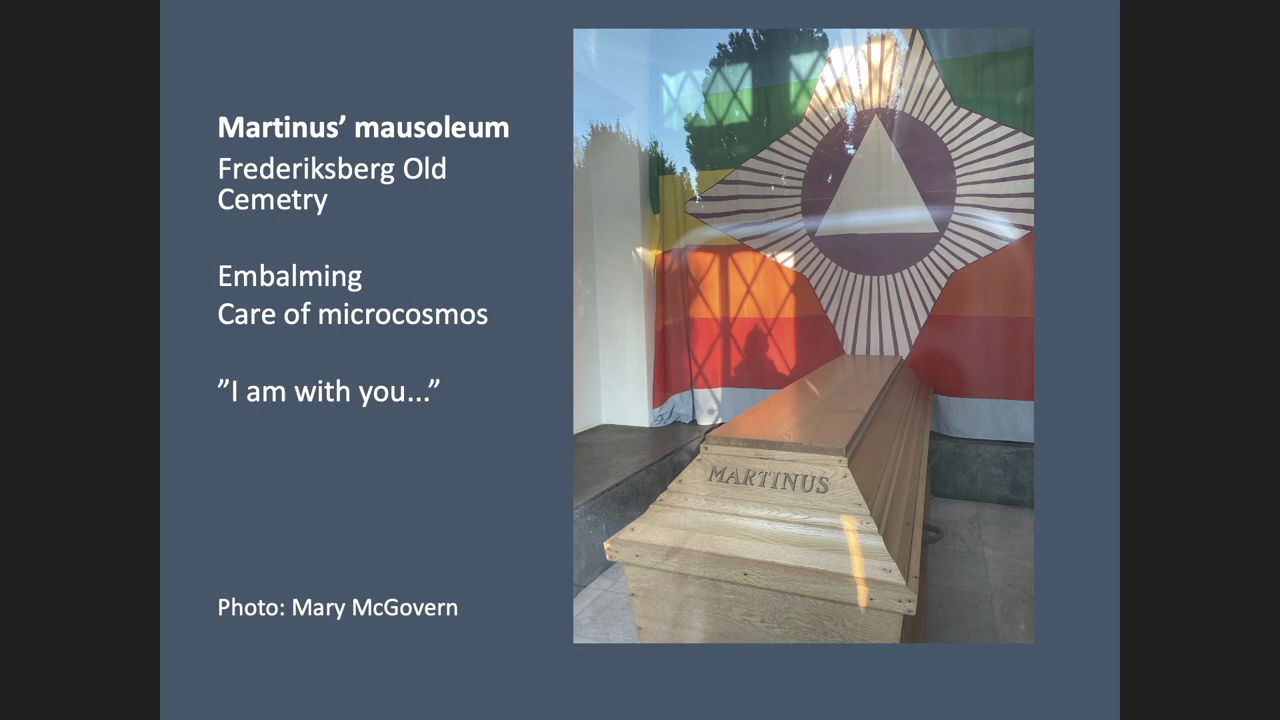 Martinus’ mausoleum
Frederiksberg Old
Cemetry
Embalming
Care of microcosmos
”I am with you...”
Photo: Mary McGovern
MARTINUS